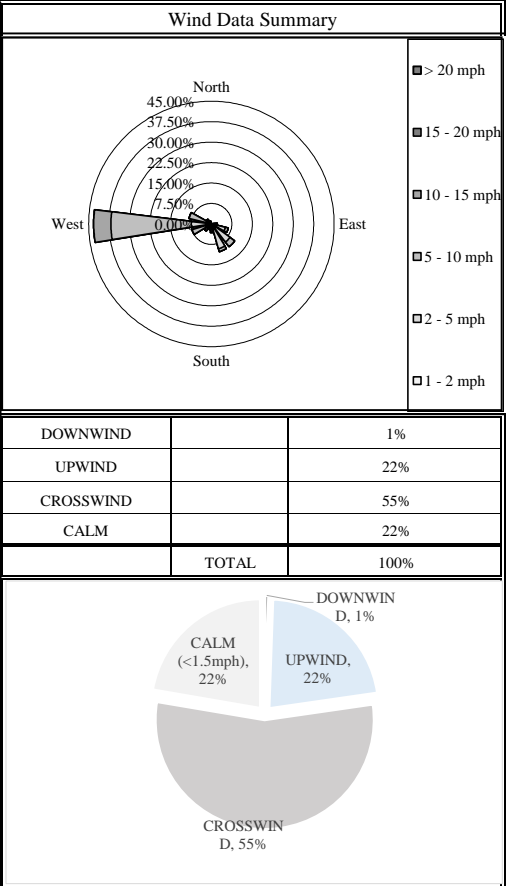 Wind Data Summary
North
45.00%
37.50%
30.00%
22.50%
15.00%
7.50%
0.00%
West
East
South
> 20 mph
15 - 20 mph
10 - 15 mph
5 - 10 mph
2 - 5 mph
1 - 2 mph
DOWNWIND 1%
UPWIND 22%
CROSSWIND 55%
CALM 22%
TOTAL 100%
DOWNWIN
D, 1%
UPWIND,
22%
CALM
(<1.5mph),
22%
CROSSWIN
D, 55%